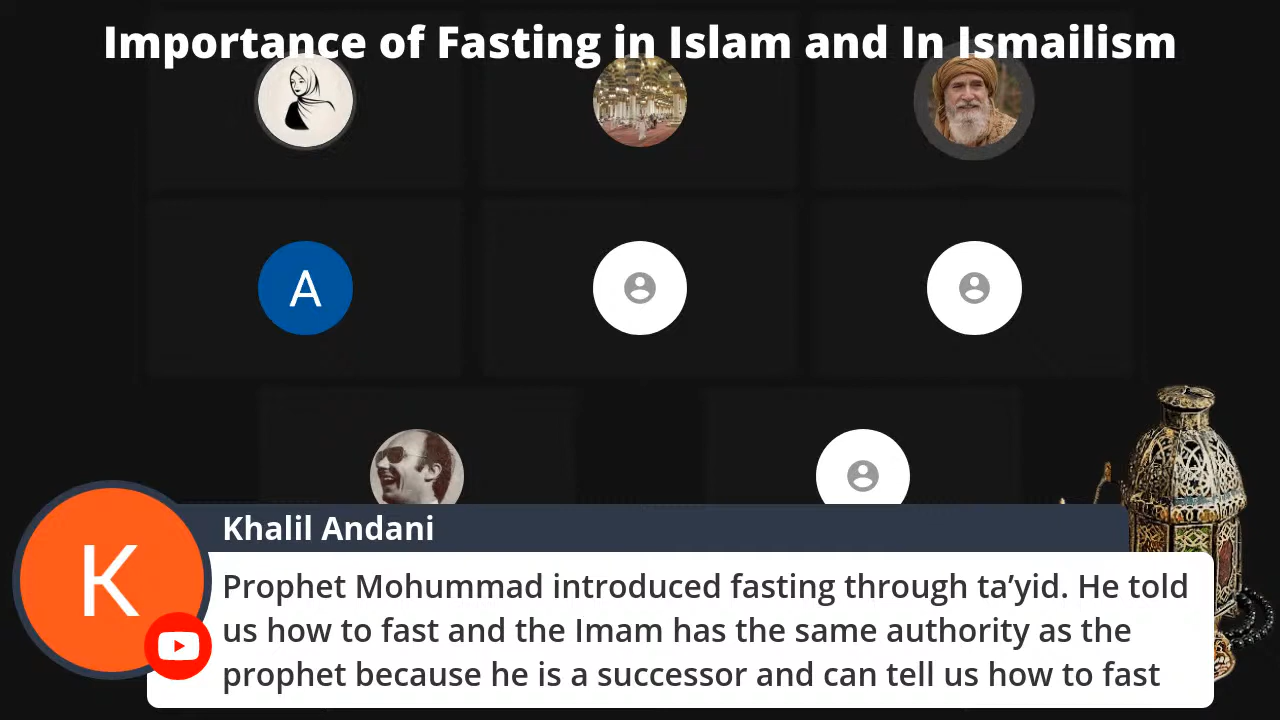 Importance of Fasting in Islam and In Ismailism
A
Khalil Andani
K
Prophet Mohummad introduced fasting through ta’yid. He told
us how to fast and the Imam has the same authority as the
prophet because he is a successor and can tell us how to fast